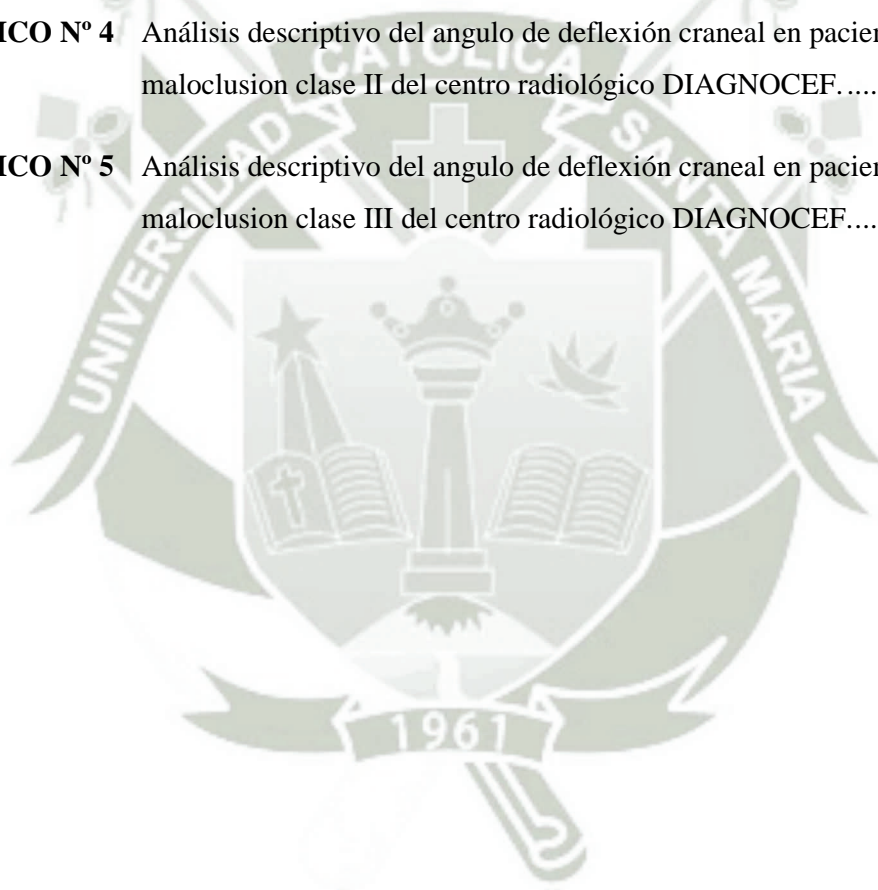 ICO Nº 4 Análisis descriptivo del angulo de deflexión craneal en pacien
maloclusion clase II del centro radiológico DIAGNOCEF.....
ICO Nº 5 Análisis descriptivo del angulo de deflexión craneal en pacien
maloclusion clase III del centro radiológico DIAGNOCEF....
UNIVERSIDAD CATOLICA SANTA MARIA
1961